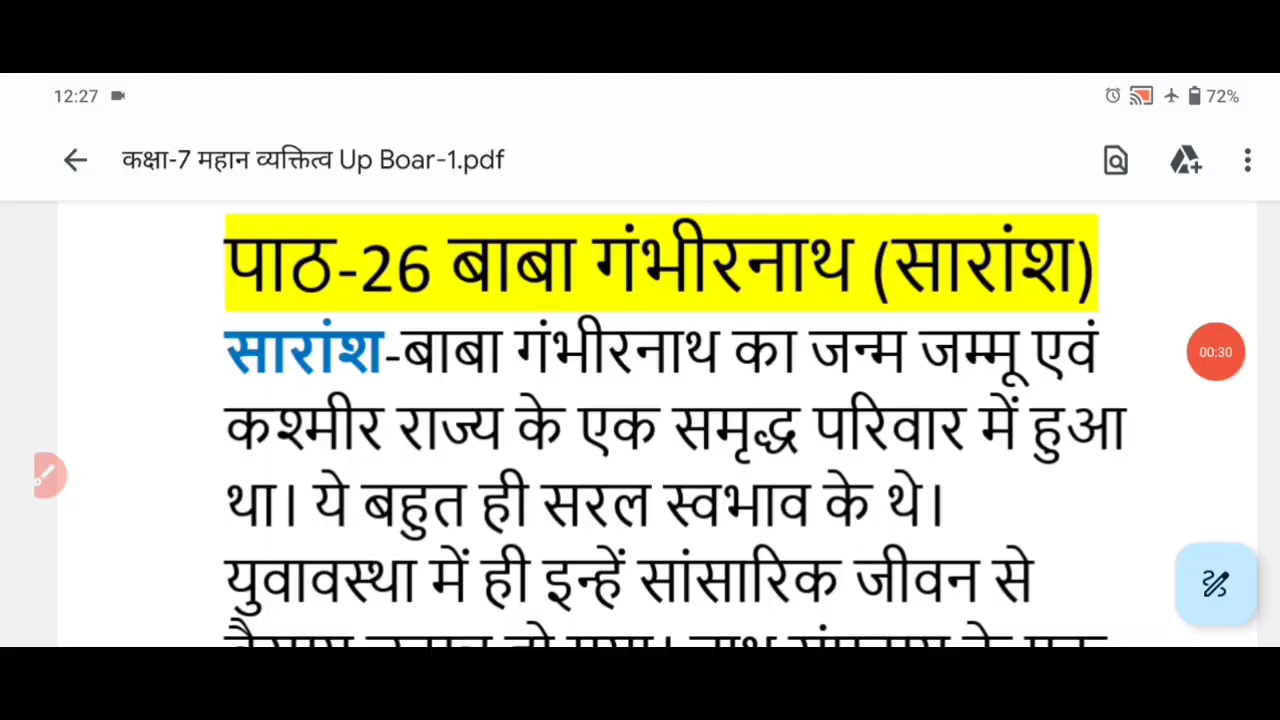 12:27
72%
कक्षा-7 महान व्यक्तित्व Up Boar-1.pdf
पाठ-26 बाबा गंभीरनाथ (सारांश)
सारांश-बाबा गंभीरनाथ का जन्म जम्मू एवं
00:30
कश्मीर राज्य के एक समृद्ध परिवार में हुआ
था। ये बहुत ही सरल स्वभाव के थे।
युवावस्था में ही इन्हें सांसारिक जीवन से